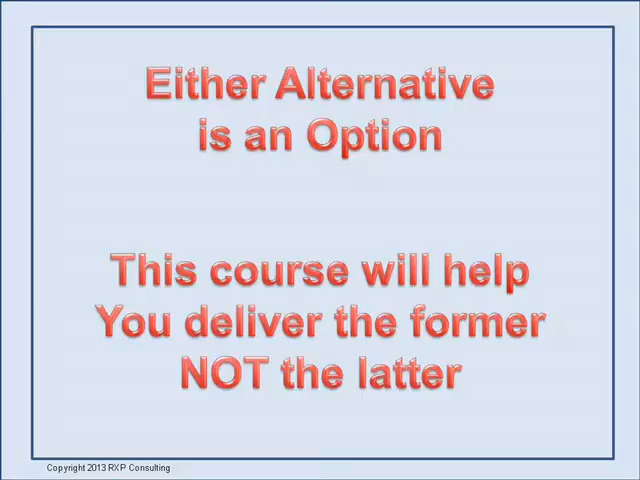 Either Alternative
is an Option
This course will help
You deliver the former
NOT the latter
Copyright 2013 RXP Consulting